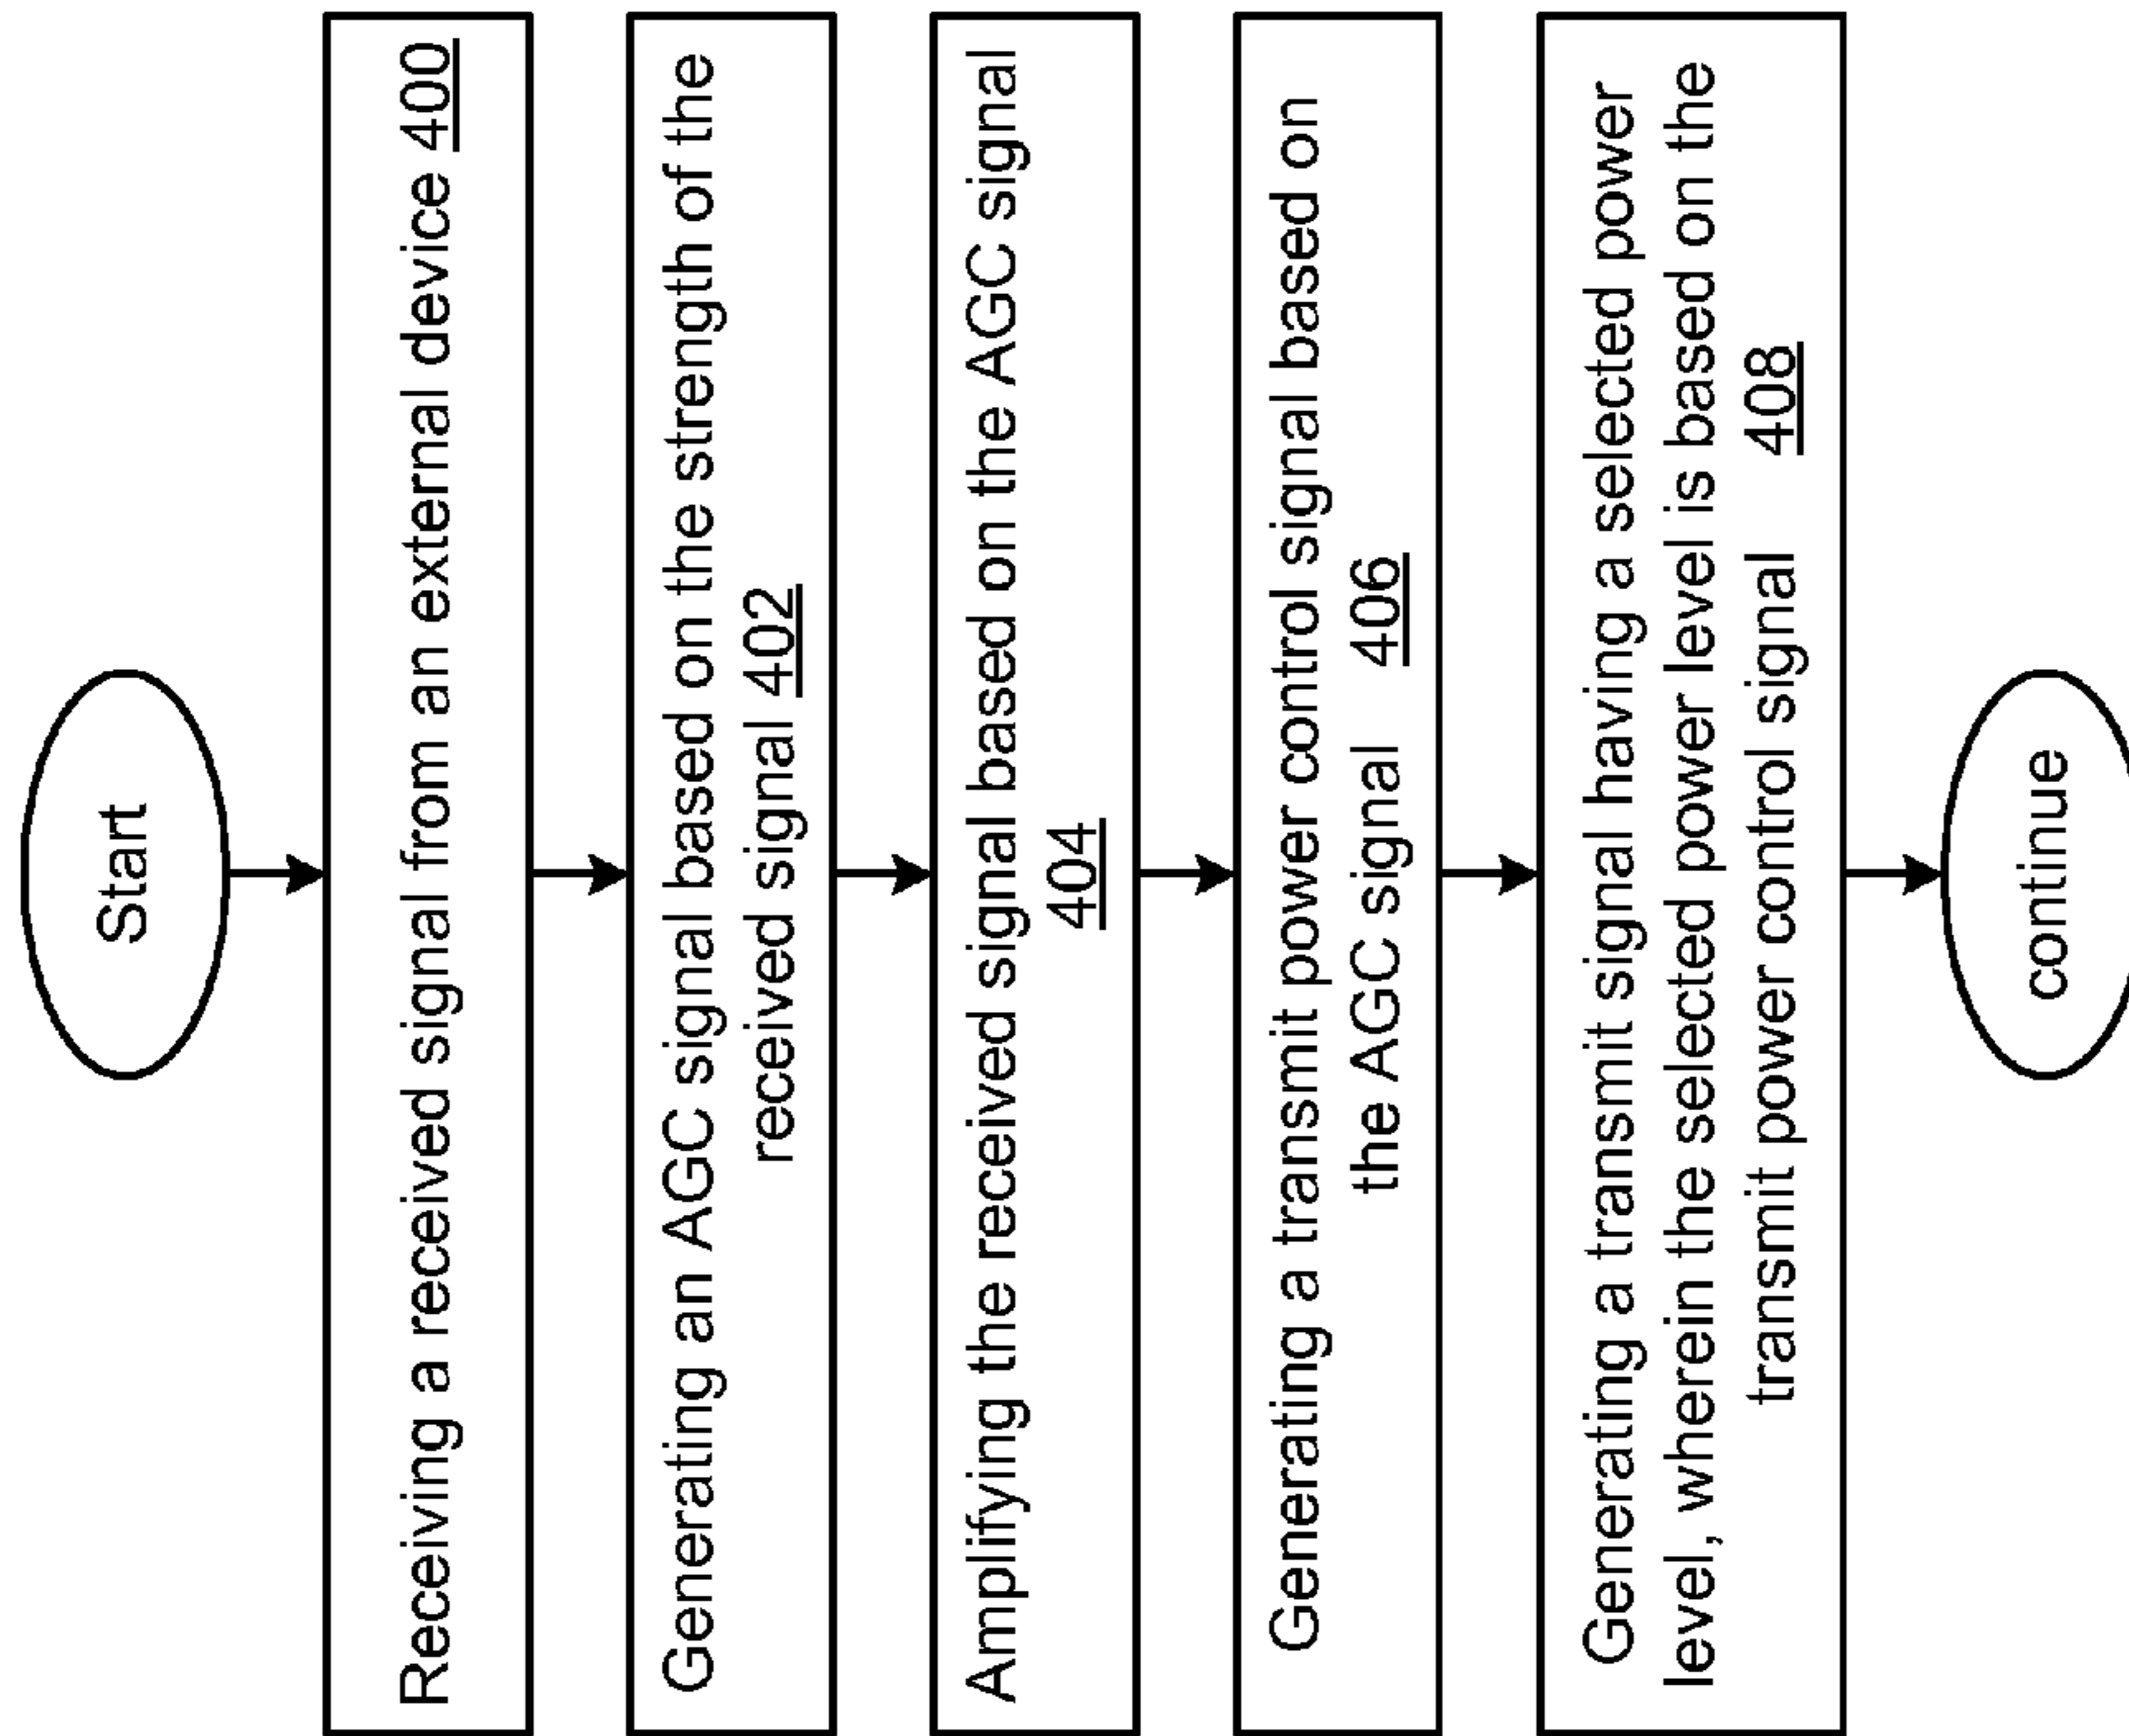 Start
Receiving a received signal from an external device 400
Generating an AGC signal based on the strength of the
received signal 402
Amplifying the received signal based on the AGC signal
404
Generating a transmit power control signal based on
the AGC signal 406
Generating a transmit signal having a selected power
level, wherein the selected power level is based on the
transmit power control signal 408
continue